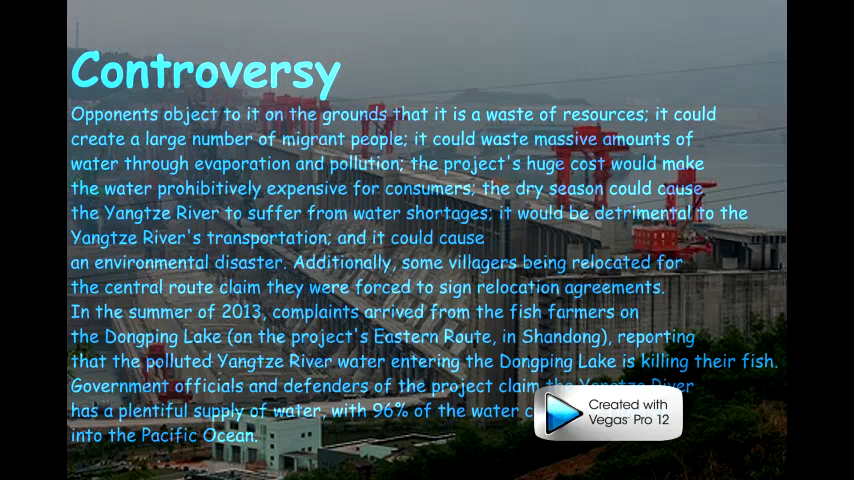 Controversy
Opponents object to it on the grounds that it is a waste of resources; it could
create a large number of migrant people; it could waste massive amounts of
water through evaporation and pollution; the project's huge cost would make
the water prohibitively expensive for consumers; the dry season could cause
the Yangtze River to suffer from water shortages; it would be detrimental to the
Yangtze River's transportation; and it could cause
an environmental disaster. Additionally, some villagers being relocated for
the central route claim they were forced to sign relocation agreements.
In the summer of 2013, complaints arrived from the fish farmers on
the Dongping Lake (on the project's Eastern Route, in Shandong), reporting
that the polluted Yangtze River water entering the Dongping Lake is killing their fish.
Government officials and defenders of the project claim the Yangtze River
has a plentiful supply of water, with 96% of the water
into the Pacific Ocean.
Created with
Vegas Pro 12